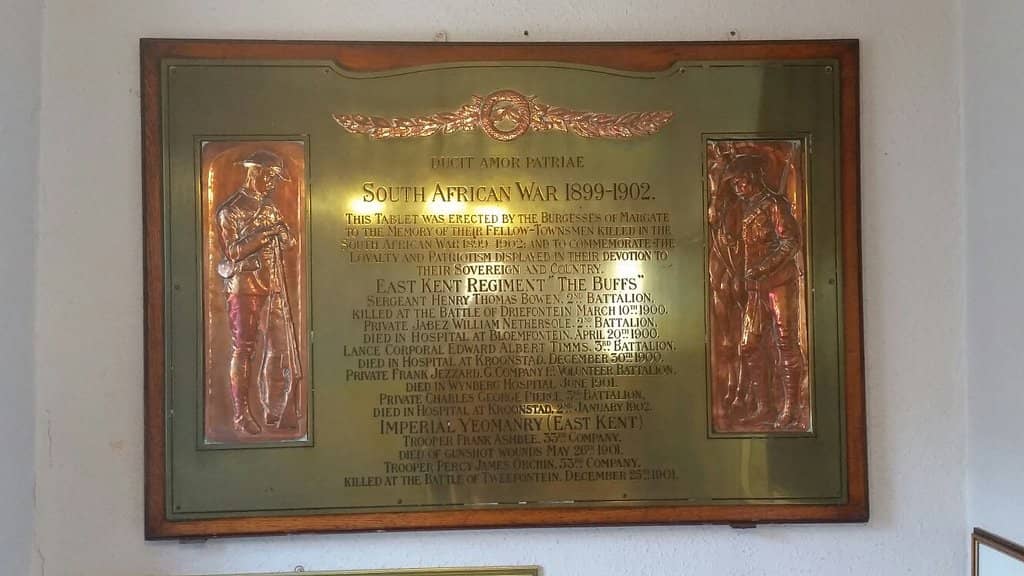 DUCIT AMOR PATRIAE
SOUTH AFRICAN WAR 1899-1902.
THIS TABLET WAS ERECTED BY THE BURGESSES OF MARGATE
TO THE MEMORY OF THEIR FELLOW-TOWNSMEN KILLED IN THE
SOUTH AFRICAN WAR 1899-1902: AND TO COMMEMORATE THE
LOYALTY AND PATRIOTISM DISPLAYED IN THEIR DEVOTION TO
THEIR SOVEREIGN AND COUNTRY.
EAST KENT REGIMENT "THE BUFFS"
SERGEANT HENRY THOMAS BOWEN. 2ND BATTALION,
KILLED AT THE BATTLE OF DRIEFONTEIN MARCH 10TH 1900.
PRIVATE JABEZ WILLIAM NETHERSOLE. 2ND BATTALION,
DIED IN HOSPITAL AT BLOEMFONTEIN. APRIL 20TH 1900.
LANCE CORPORAL EDWARD ALBERT TIMMS. 3RD BATTALION,
DIED IN HOSPITAL AT KROONSTAD. DECEMBER 30TH 1900.
PRIVATE FRANK JEZZARD. G COMPANY VOLUNTEER BATTALION,
DIED IN WYNBERG HOSPITAL JUNE 1901.
PRIVATE CHARLES GEORGE PIERCE. BATTALION,
DIED IN HOSPITAL AT KROONSTAD. 2ND JANUARY 1902.
IMPERIAL YEOMANRY (EAST KENT)
TROOPER FRANK ASHBLE. 33RD COMPANY,
DIED OF GUNSHOT WOUNDS MAY 26TH 1901.
TROOPER PERCY JAMES ORCHIN. 33RD COMPANY,
KILLED AT THE BATTLE OF TWEEFONTEIN. DECEMBER 25TH 1901.